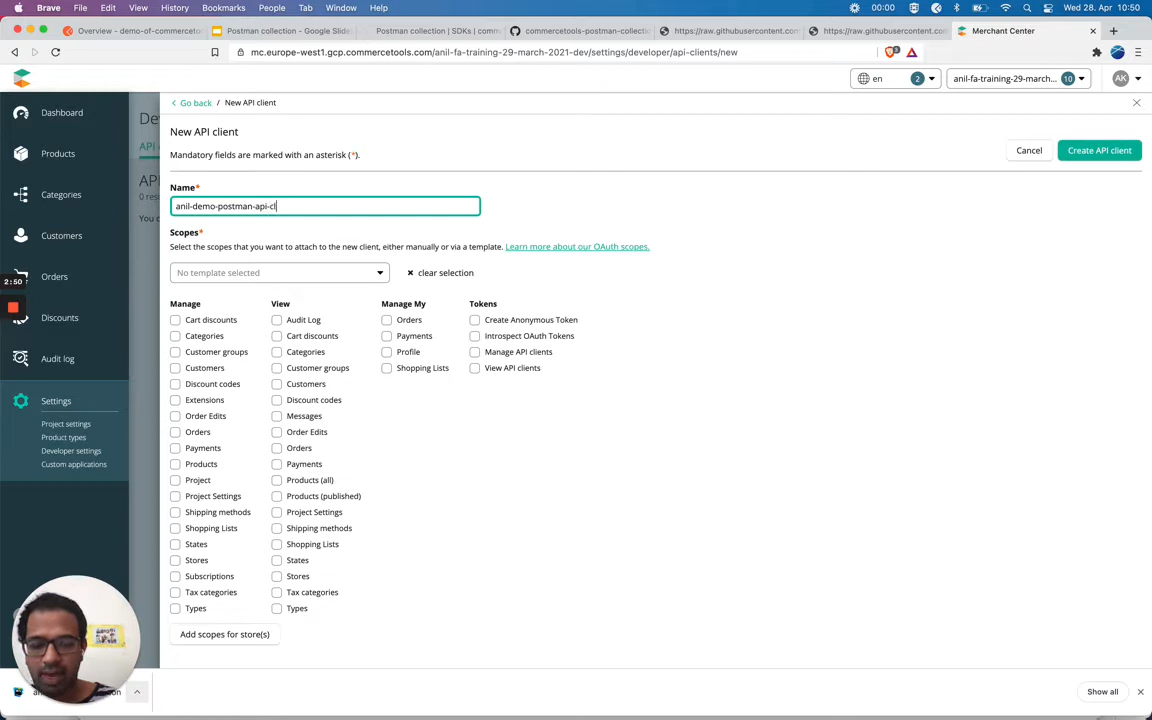 Brave File Edit View History Bookmarks People Tab Window Help 00:00 Wed 28. Apr 10:50
Overview - demo-of-commerceto Postman collection - Google Slide Postman collection | SDKs | comm commercetools-postman-collectio https://raw.githubusercontent.com https://raw.githubusercontent.com Merchant Center
mc.europe-west1.gcp.commercetools.com/anil-fa-training-29-march-2021-dev/settings/developer/api-clients/new
en 2 anil-fa-training-29-march... 10 AK
Dashboard
Products
Categories
Customers
Orders
Discounts
Audit log
Settings
Project settings
Product types
Developer settings
Custom applications
2:50
De
API
API
0 resu
You c
Go back / New API client
New API client
Mandatory fields are marked with an asterisk (*).
Cancel
Create API client
Name*
anil-demo-postman-api-cl
Scopes*
Select the scopes that you want to attach to the new client, either manually or via a template. Learn more about our OAuth scopes.
No template selected
clear selection
Manage
Cart discounts
Categories
Customer groups
Customers
Discount codes
Extensions
Order Edits
Orders
Payments
Products
Project
Project Settings
Shipping methods
Shopping Lists
States
Stores
Subscriptions
Tax categories
Types
View
Audit Log
Cart discounts
Categories
Customer groups
Customers
Discount codes
Messages
Order Edits
Orders
Payments
Products (all)
Products (published)
Project Settings
Shipping methods
Shopping Lists
States
Stores
Tax categories
Types
Manage My
Orders
Payments
Profile
Shopping Lists
Tokens
Create Anonymous Token
Introspect OAuth Tokens
Manage API clients
View API clients
Add scopes for store(s)
Show all